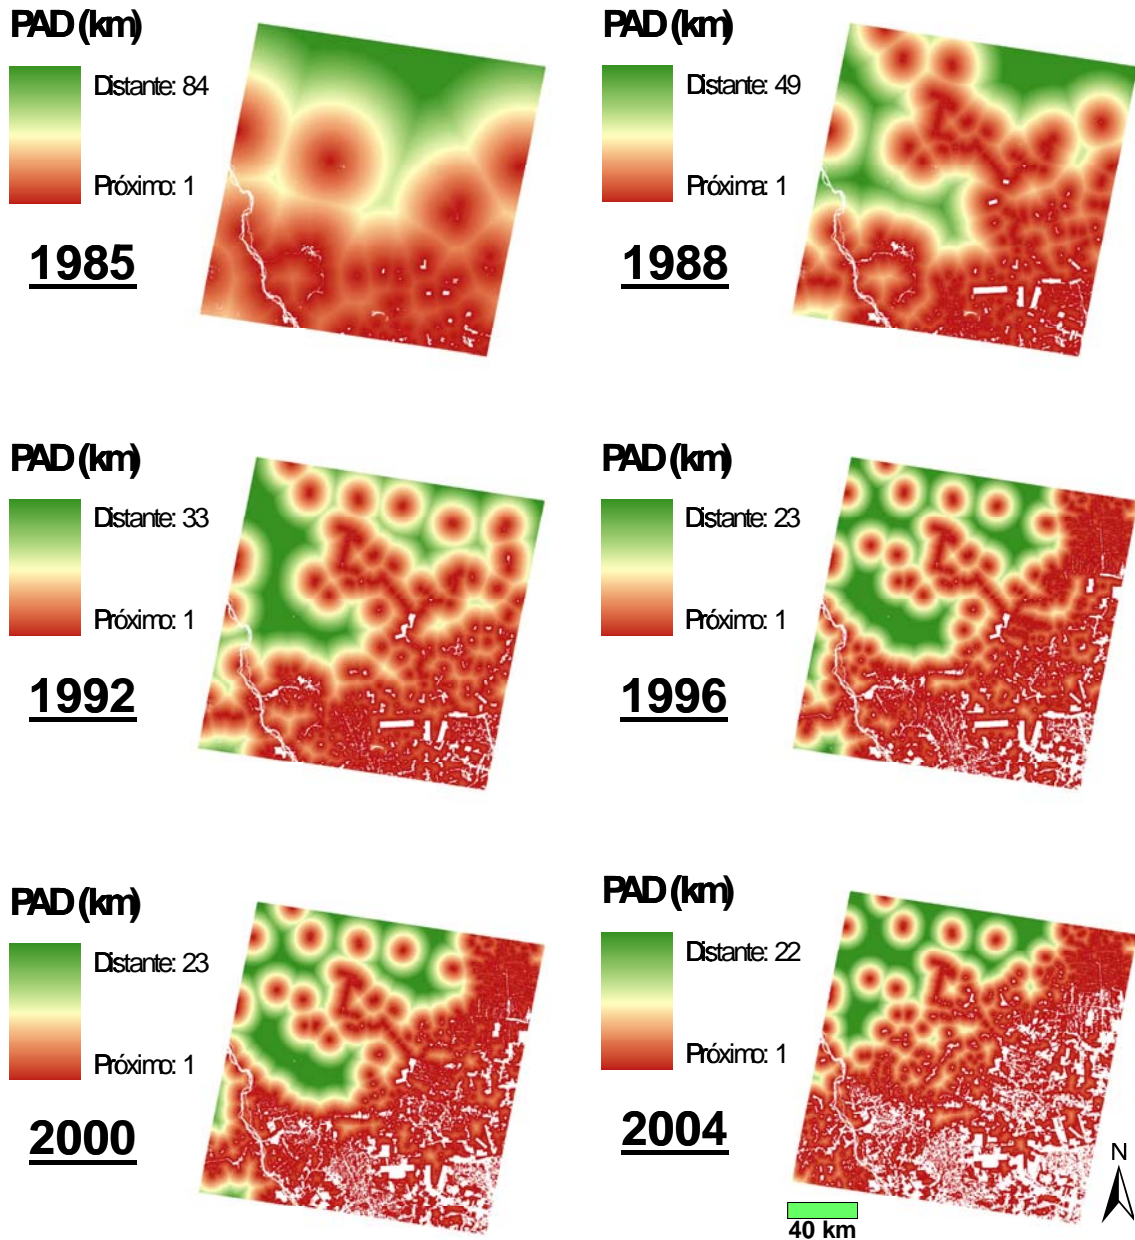 PAD (km)
Distante: 84
Próximo: 1
1985
PAD (km)
Distante: 49
Próxima: 1
1988
PAD (km)
Distante: 33
Próximo: 1
1992
PAD (km)
Distante: 23
Próximo: 1
1996
PAD (km)
Distante: 23
Próximo: 1
2000
PAD (km)
Distante: 22
Próximo: 1
2004
N
40 km